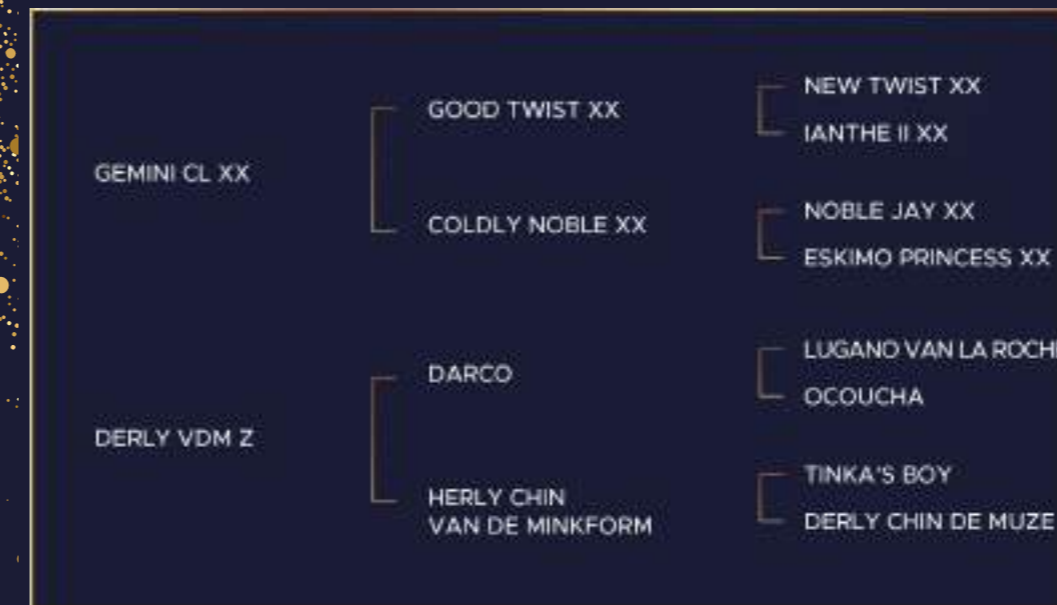 GEMINI CL XX
GOOD TWIST XX
NEW TWIST XX
IANTHE II XX
COLDLY NOBLE XX
NOBLE JAY XX
ESKIMO PRINCESS XX
DERLY VDM Z
DARCO
LUGANO VAN LA ROCH
OCOUCHA
HERLY CHIN
VAN DE MINKFORM
TINKA'S BOY
DERLY CHIN DE MUZE